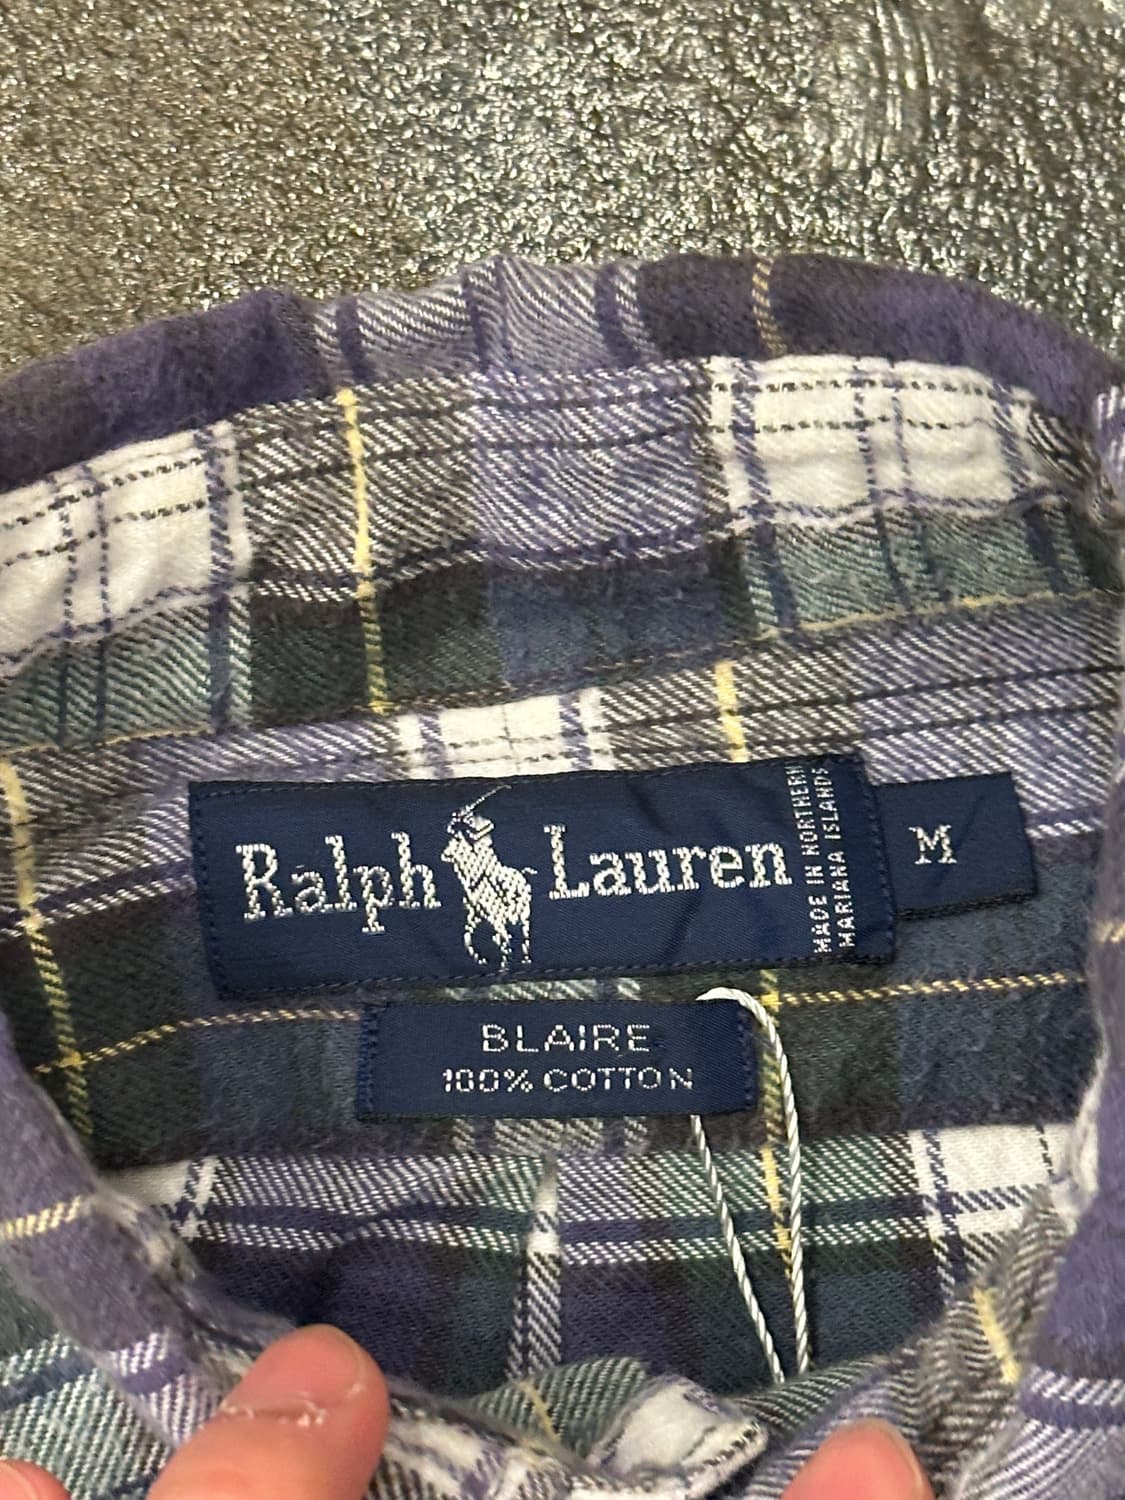 Ralph Lauren
MADE IN NORTHERN
MARIANA ISLANDS
M
BLAIRE
100% COTTON